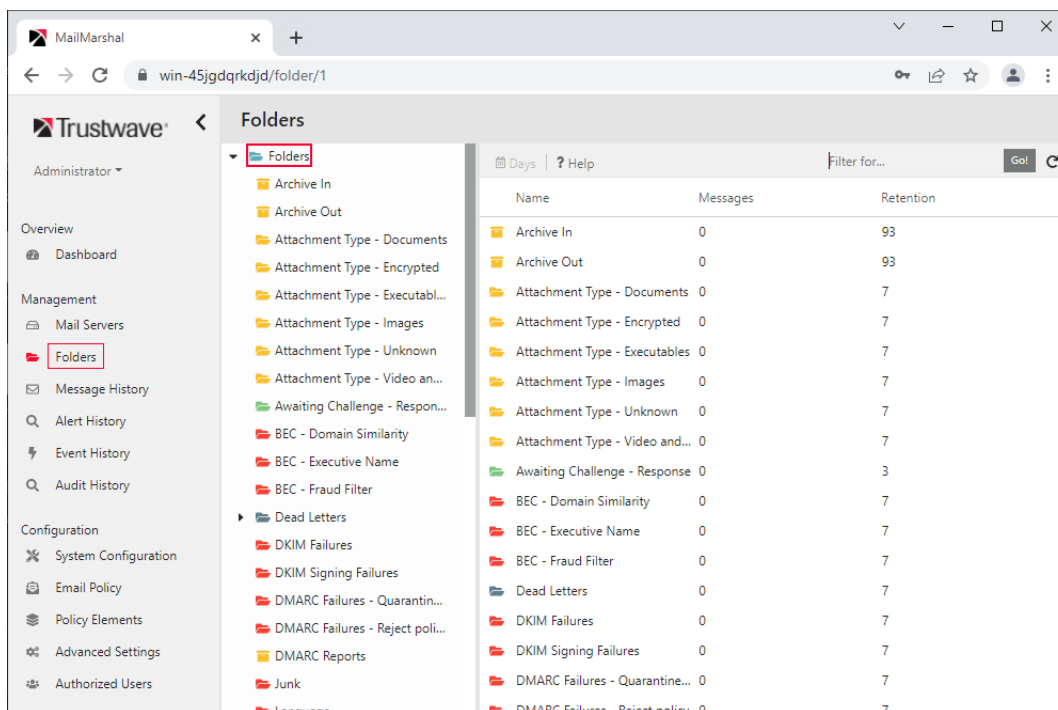 MailMarshal
win-45jgdqrkdjd/folder/1
Trustwave
Administrator
Overview
Dashboard
Management
Mail Servers
Folders
Message History
Alert History
Event History
Audit History
Configuration
System Configuration
Email Policy
Policy Elements
Advanced Settings
Authorized Users
Folders
Folders
Archive In
Archive Out
Attachment Type - Documents
Attachment Type - Encrypted
Attachment Type - Executabl...
Attachment Type - Images
Attachment Type - Unknown
Attachment Type - Video an...
Awaiting Challenge - Respon...
BEC - Domain Similarity
BEC - Executive Name
BEC - Fraud Filter
Dead Letters
DKIM Failures
DKIM Signing Failures
DMARC Failures - Quarantin...
DMARC Failures - Reject poli...
DMARC Reports
Junk
Language
Days ? Help Filter for... Go!
Name Messages Retention
Archive In 0 93
Archive Out 0 93
Attachment Type - Documents 0 7
Attachment Type - Encrypted 0 7
Attachment Type - Executables 0 7
Attachment Type - Images 0 7
Attachment Type - Unknown 0 7
Attachment Type - Video and... 0 7
Awaiting Challenge - Response 0 3
BEC - Domain Similarity 0 7
BEC - Executive Name 0 7
BEC - Fraud Filter 0 7
Dead Letters 0 7
DKIM Failures 0 7
DKIM Signing Failures 0 7
DMARC Failures - Quarantine... 0 7
DMARC Failures - Reject policy 0 7